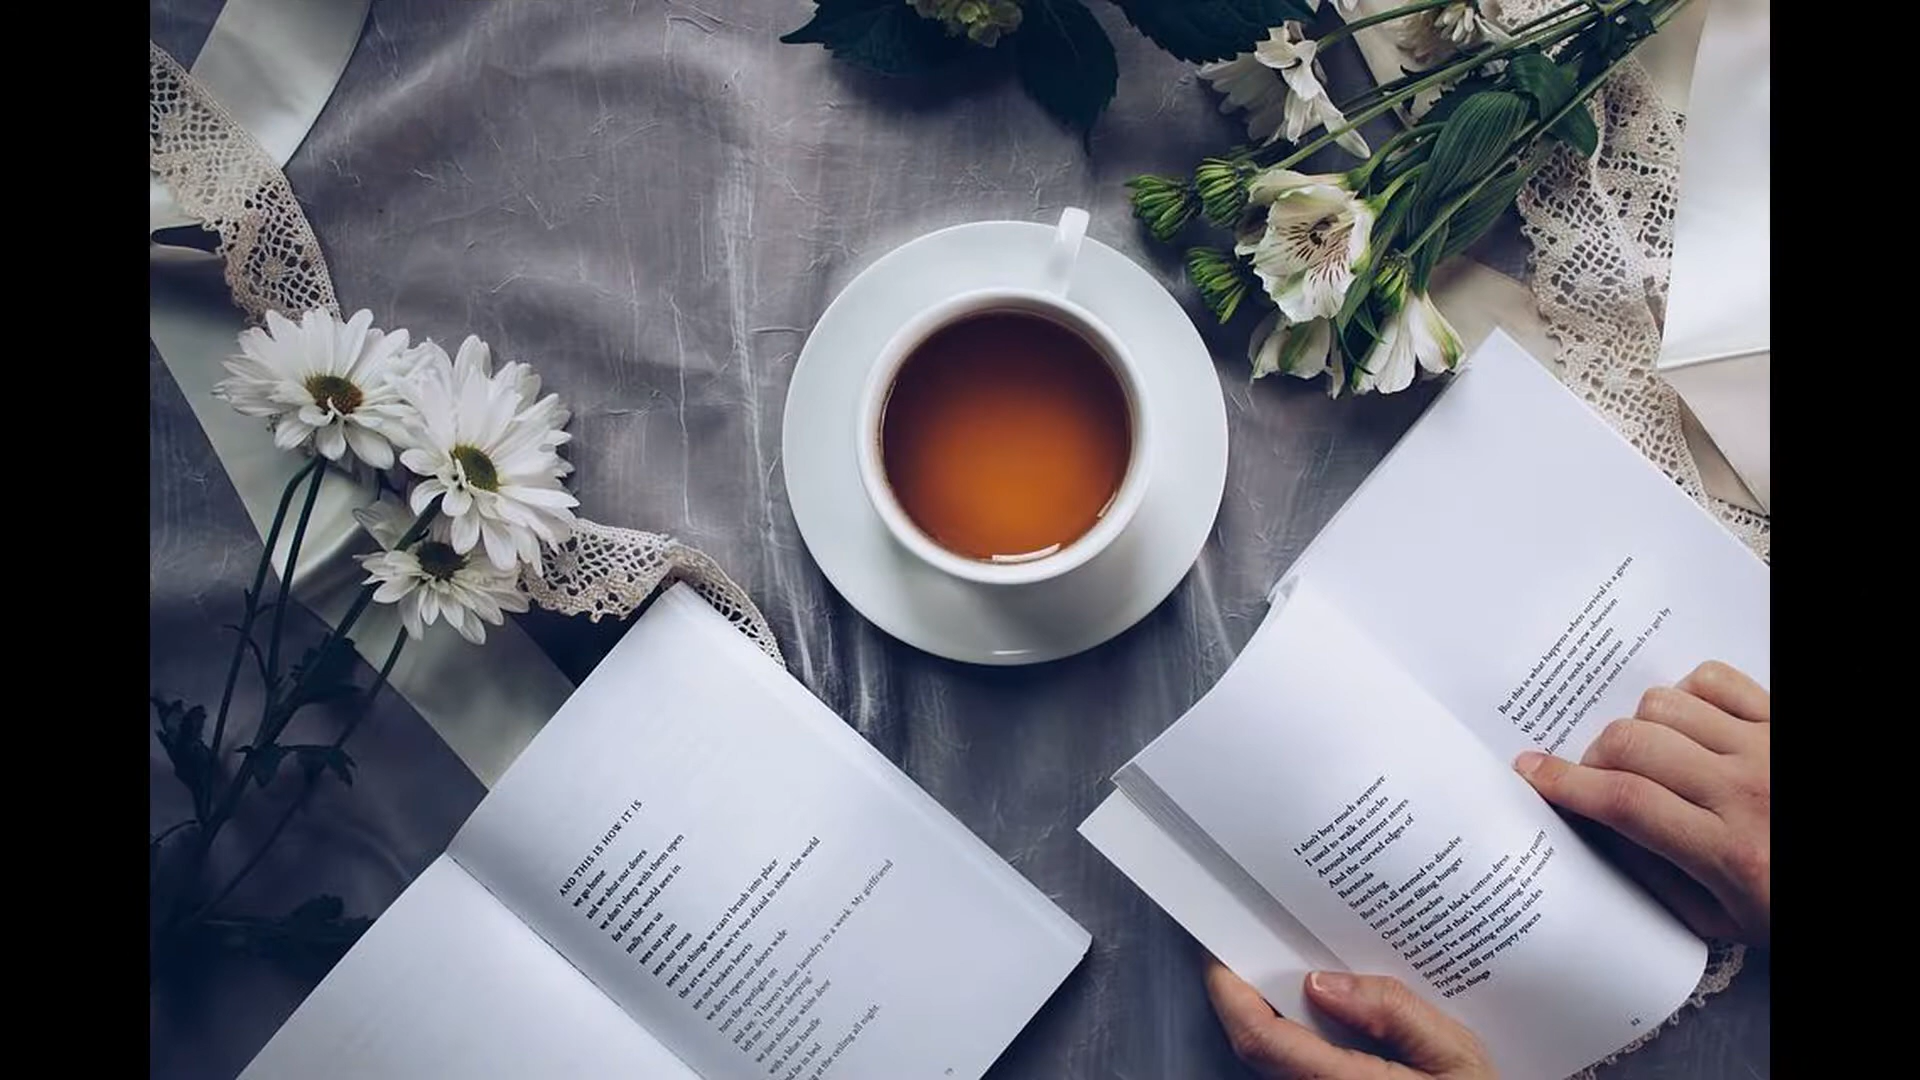 AND THIS IS HOW IT IS
we go home
and we shut our doors
we don't sleep with them open
for fear the world sees in
really sees us
sees our pain
sees our mess
sees the things we can't brush into place
the art we create we're too afraid to show the world
our broken hearts
we don't open our doors wide
turn the spotlight on
and say, "I haven't done laundry in a week. My girlfriend
left me. I'm not sleeping."
we just shut the white door
with a blue handle
and lie in bed
at the ceiling all night.
I don't buy much anymore
I used to walk in circles
Around department stores
And the curved edges of
Barstools
Searching
But it's all seemed to dissolve
Into a more filling hunger
One that reaches
For the familiar black cotton dress
And the food that's been sitting in the pantry
Because I've stopped preparing for someday
Stopped wandering endless circles
Trying to fill my empty spaces
With things
But this is what happens when survival is a given
And status becomes our new obsession
We conflate our needs and wants
No wonder we are all so anxious
Imagine believing you need so much to get by